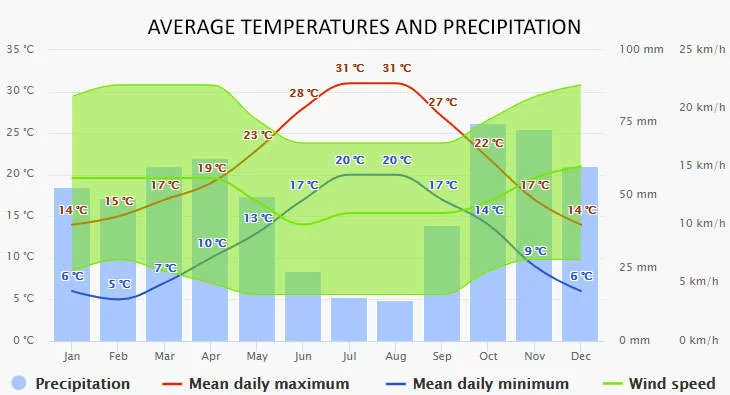 AVERAGE TEMPERATURES AND PRECIPITATION
35 °C 100 mm 25 km/h
31 °C 31 °C
30 °C 28 °C 27 °C 20 km/h
25 °C 23 °C 22 °C 75 mm
20 °C 19 °C 20 °C 20 °C 15 km/h
17 °C 17 °C 17 °C 17 °C 50 mm
15 °C 14 °C 15 °C 13 °C 14 °C 14 °C 10 km/h
10 °C 10 °C 9 °C 25 mm
5 °C 6 °C 5 °C 7 °C 6 °C 5 km/h
0 °C 0 mm 0 km/h
Jan Feb Mar Apr May Jun Jul Aug Sep Oct Nov Dec
Precipitation Mean daily maximum Mean daily minimum Wind speed